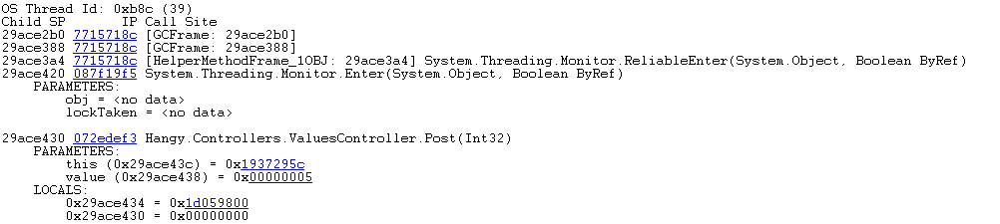 OS Thread Id: 0xb8c (39)
Child SP       IP Call Site
29ace2b0 7715718c [GCFrame: 29ace2b0]
29ace388 7715718c [GCFrame: 29ace388]
29ace3a4 7715718c [HelperMethodFrame_1OBJ: 29ace3a4] System.Threading.Monitor.ReliableEnter(System.Object, Boolean ByRef)
29ace420 087f19f5 System.Threading.Monitor.Enter(System.Object, Boolean ByRef)
    PARAMETERS:
        obj = <no data>
        lockTaken = <no data>
29ace430 072edef3 Hangy.Controllers.ValuesController.Post(Int32)
    PARAMETERS:
        this (0x29ace43c) = 0x1937295c
        value (0x29ace438) = 0x00000005
    LOCALS:
        0x29ace434 = 0x1d059800
        0x29ace430 = 0x00000000